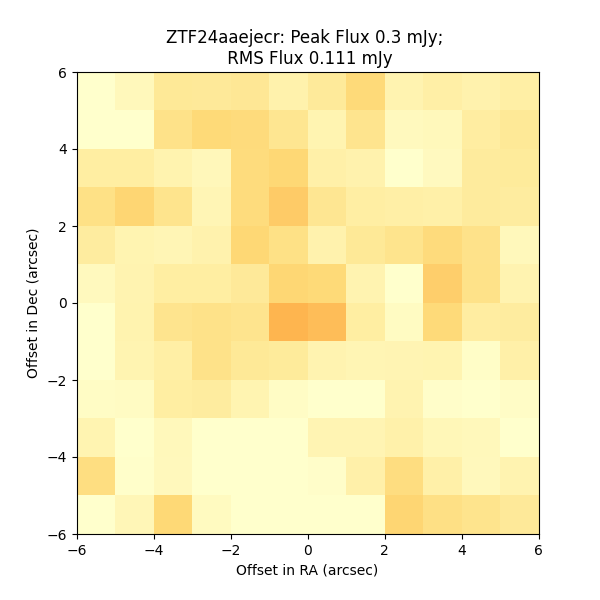 ZTF24aaejecr: Peak Flux 0.3 mJy;
RMS Flux 0.111 mJy
6
4
2
0
−2
−4
−6
Offset in Dec (arcsec)
−6 −4 −2 0 2 4 6
Offset in RA (arcsec)